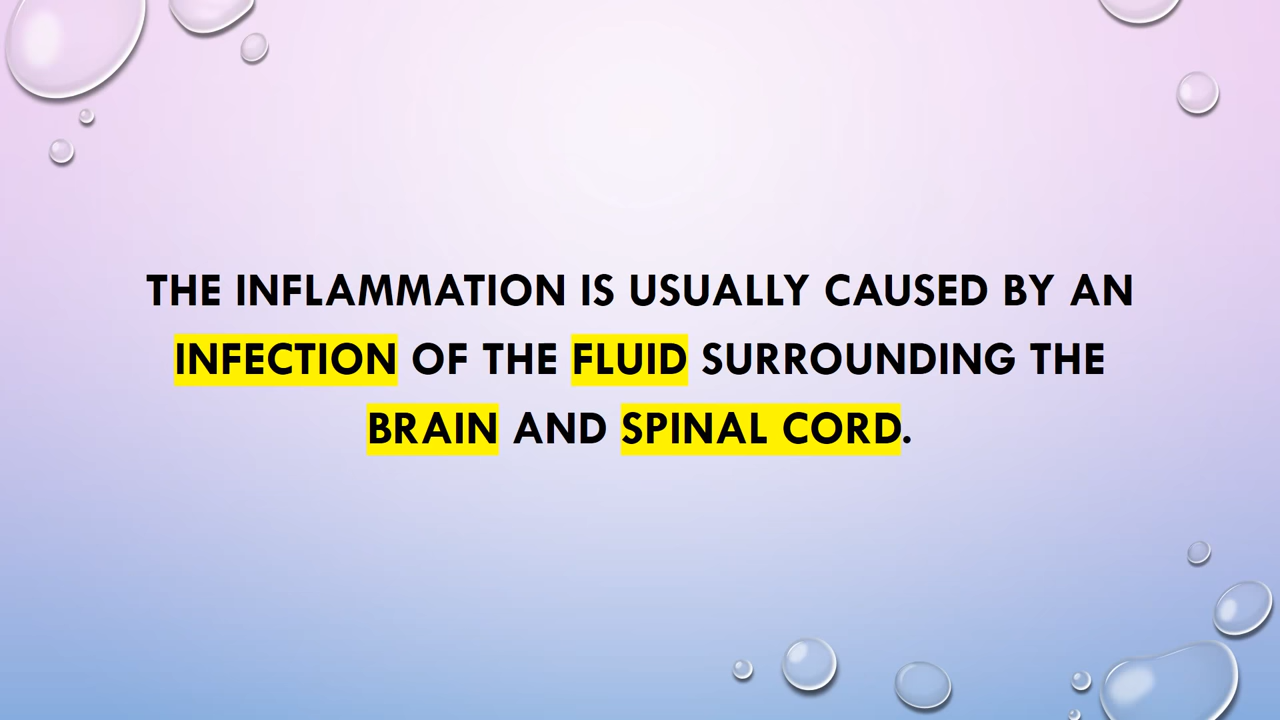 THE INFLAMMATION IS USUALLY CAUSED BY AN
INFECTION OF THE FLUID SURROUNDING THE
BRAIN AND SPINAL CORD.